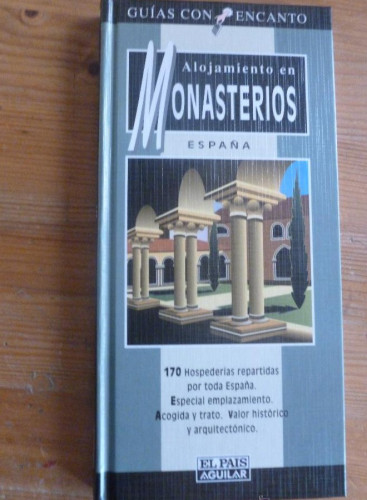 GUÍAS CON ENCANTO
Alojamiento en
MONASTERIOS
ESPAÑA
170 Hospederías repartidas
por toda España.
Especial emplazamiento.
Acogida y trato. Valor histórico
y arquitectónico.
EL PAIS
AGUILAR